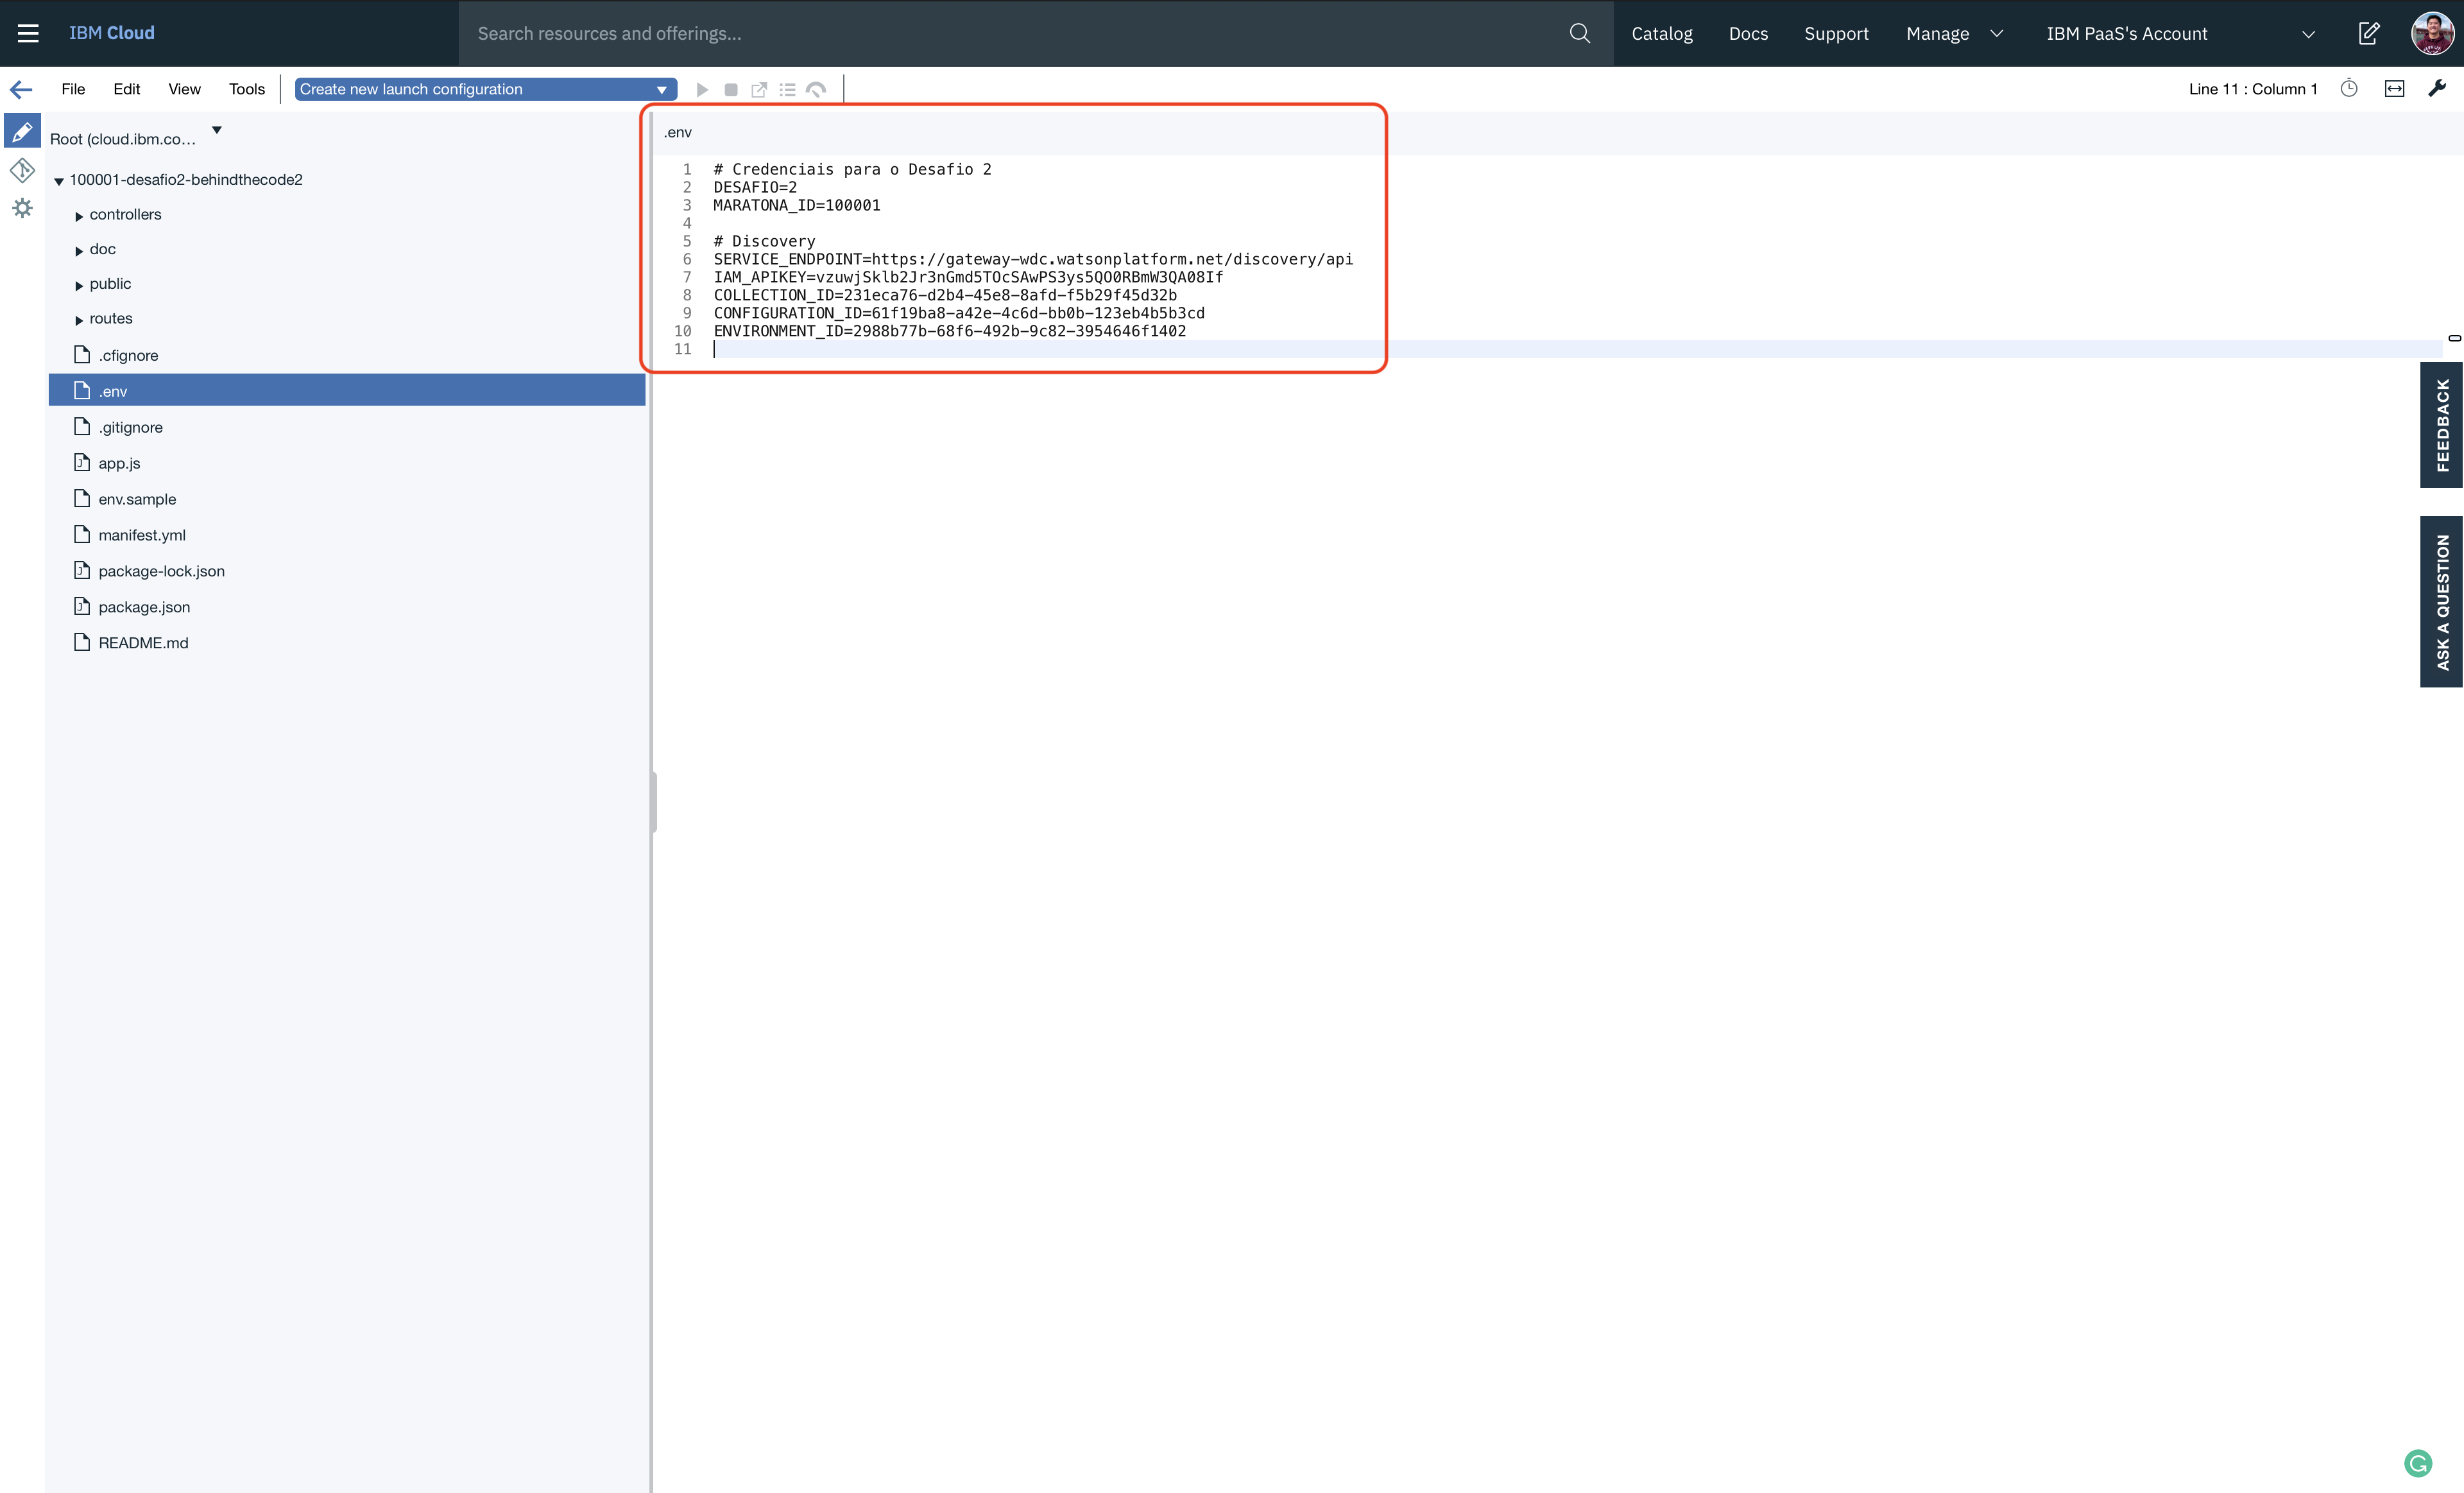 IBM Cloud
Search resources and offerings...
Catalog
Docs
Support
Manage
IBM PaaS's Account
File
Edit
View
Tools
Create new launch configuration
Line 11 : Column 1
Root (cloud.ibm.co...
100001-desafio2-behindthecode2
controllers
doc
public
routes
.cfignore
.env
.gitignore
app.js
env.sample
manifest.yml
package-lock.json
package.json
README.md
.env
1 # Credenciais para o Desafio 2
2 DESAFIO=2
3 MARATONA_ID=100001
4
5 # Discovery
6 SERVICE_ENDPOINT=https://gateway-wdc.watsonplatform.net/discovery/api
7 IAM_APIKEY=vzuwjSklb2Jr3nGmd5TOcSAwPS3ys5QO0RBmW3QA08If
8 COLLECTION_ID=231eca76-d2b4-45e8-8afd-f5b29f45d32b
9 CONFIGURATION_ID=61f19ba8-a42e-4c6d-bb0b-123eb4b5b3cd
10 ENVIRONMENT_ID=2988b77b-68f6-492b-9c82-3954646f1402
11
FEEDBACK
ASK A QUESTION